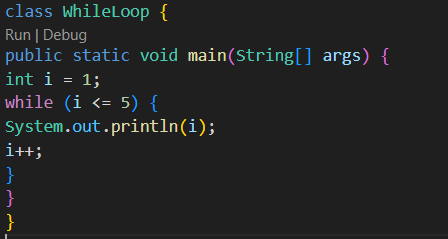 class WhileLoop {
Run | Debug
public static void main(String[] args) {
int i = 1;
while (i <= 5) {
System.out.println(i);
i++;
}
}
}